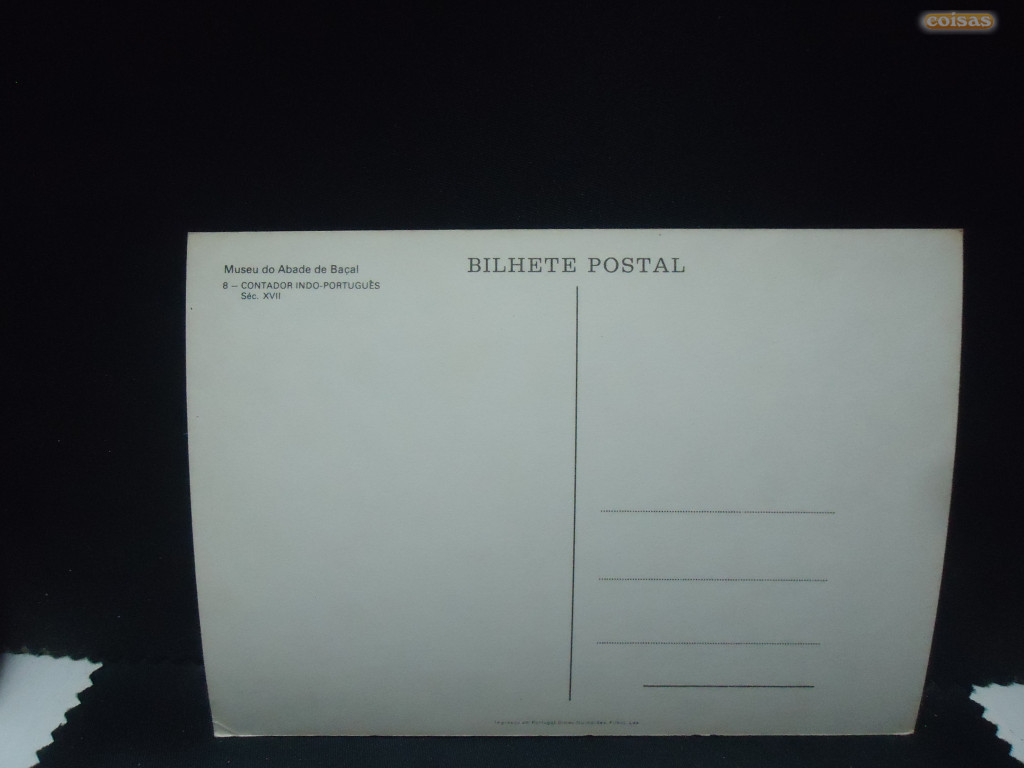 coisas
BILHETE POSTAL
Museu do Abade de Baçal
8 — CONTADOR INDO-PORTUGUÊS
Séc. XVII